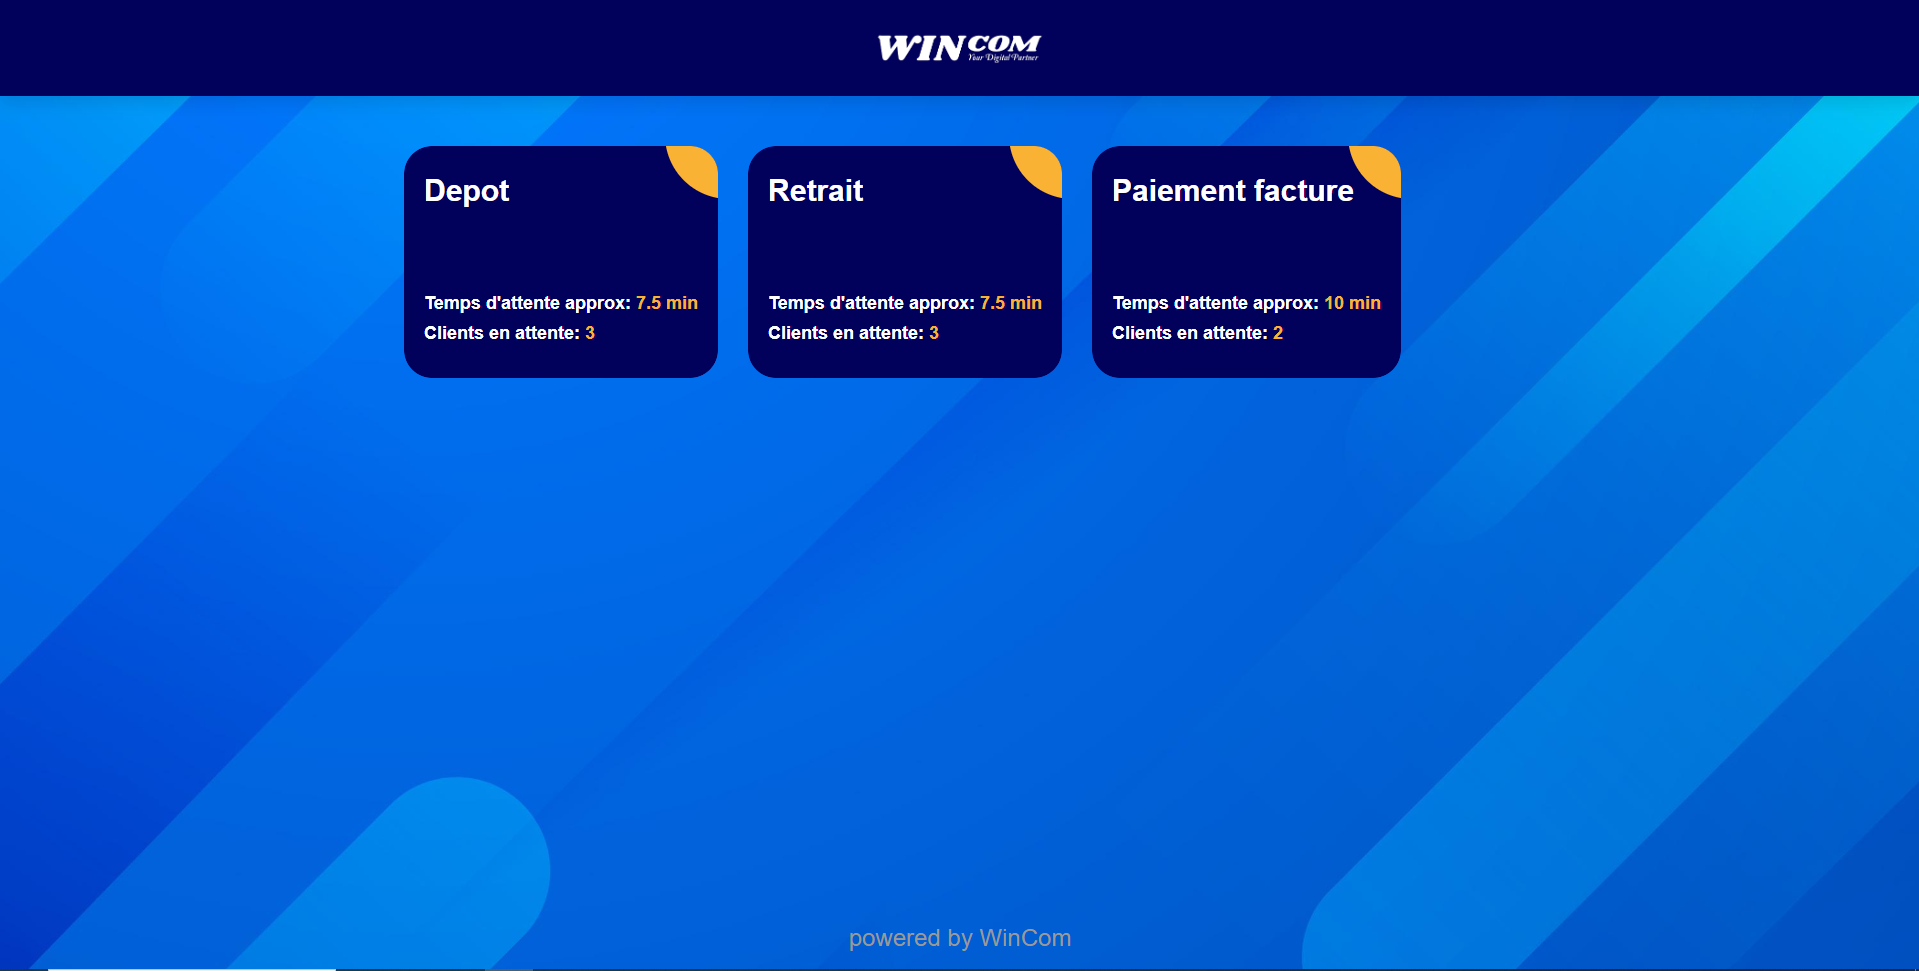 WINCOM
Your Digital Partner
Depot
Temps d'attente approx: 7.5 min
Clients en attente: 3
Retrait
Temps d'attente approx: 7.5 min
Clients en attente: 3
Paiement facture
Temps d'attente approx: 10 min
Clients en attente: 2
powered by WinCom